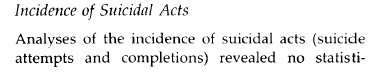 Incidence of Suicidal Acts
Analyses of the incidence of suicidal acts (suicide
attempts and completions) revealed no statisti-